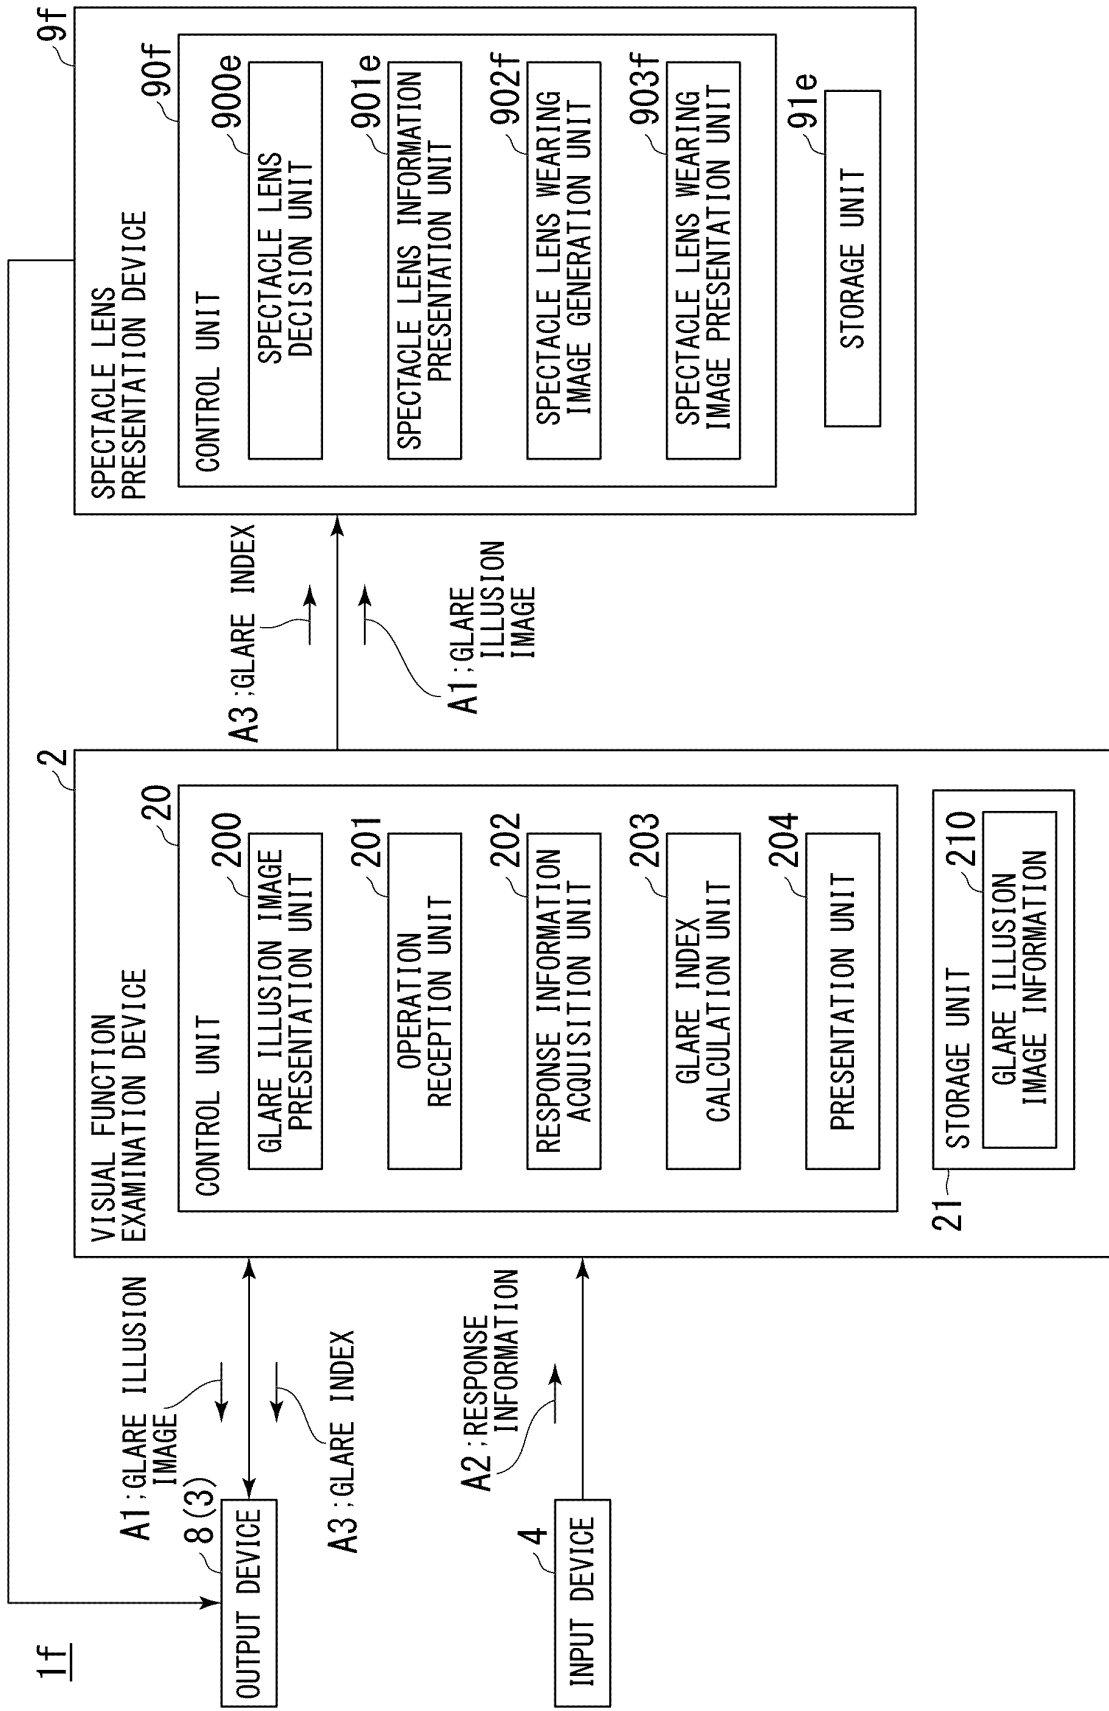 1f
OUTPUT DEVICE
8(3)
A1;GLARE ILLUSION
IMAGE
A3;GLARE INDEX
INPUT DEVICE
4
A2;RESPONSE
INFORMATION
VISUAL FUNCTION
EXAMINATION DEVICE
2
CONTROL UNIT
20
GLARE ILLUSION IMAGE
PRESENTATION UNIT
200
OPERATION
RECEPTION UNIT
201
RESPONSE INFORMATION
ACQUISITION UNIT
202
GLARE INDEX
CALCULATION UNIT
203
PRESENTATION UNIT
204
21
STORAGE UNIT
GLARE ILLUSION
IMAGE INFORMATION
210
A3;GLARE INDEX
A1;GLARE
ILLUSION
IMAGE
SPECTACLE LENS
PRESENTATION DEVICE
9f
CONTROL UNIT
90f
SPECTACLE LENS
DECISION UNIT
900e
SPECTACLE LENS INFORMATION
PRESENTATION UNIT
901e
SPECTACLE LENS WEARING
IMAGE GENERATION UNIT
902f
SPECTACLE LENS WEARING
IMAGE PRESENTATION UNIT
903f
STORAGE UNIT
91e